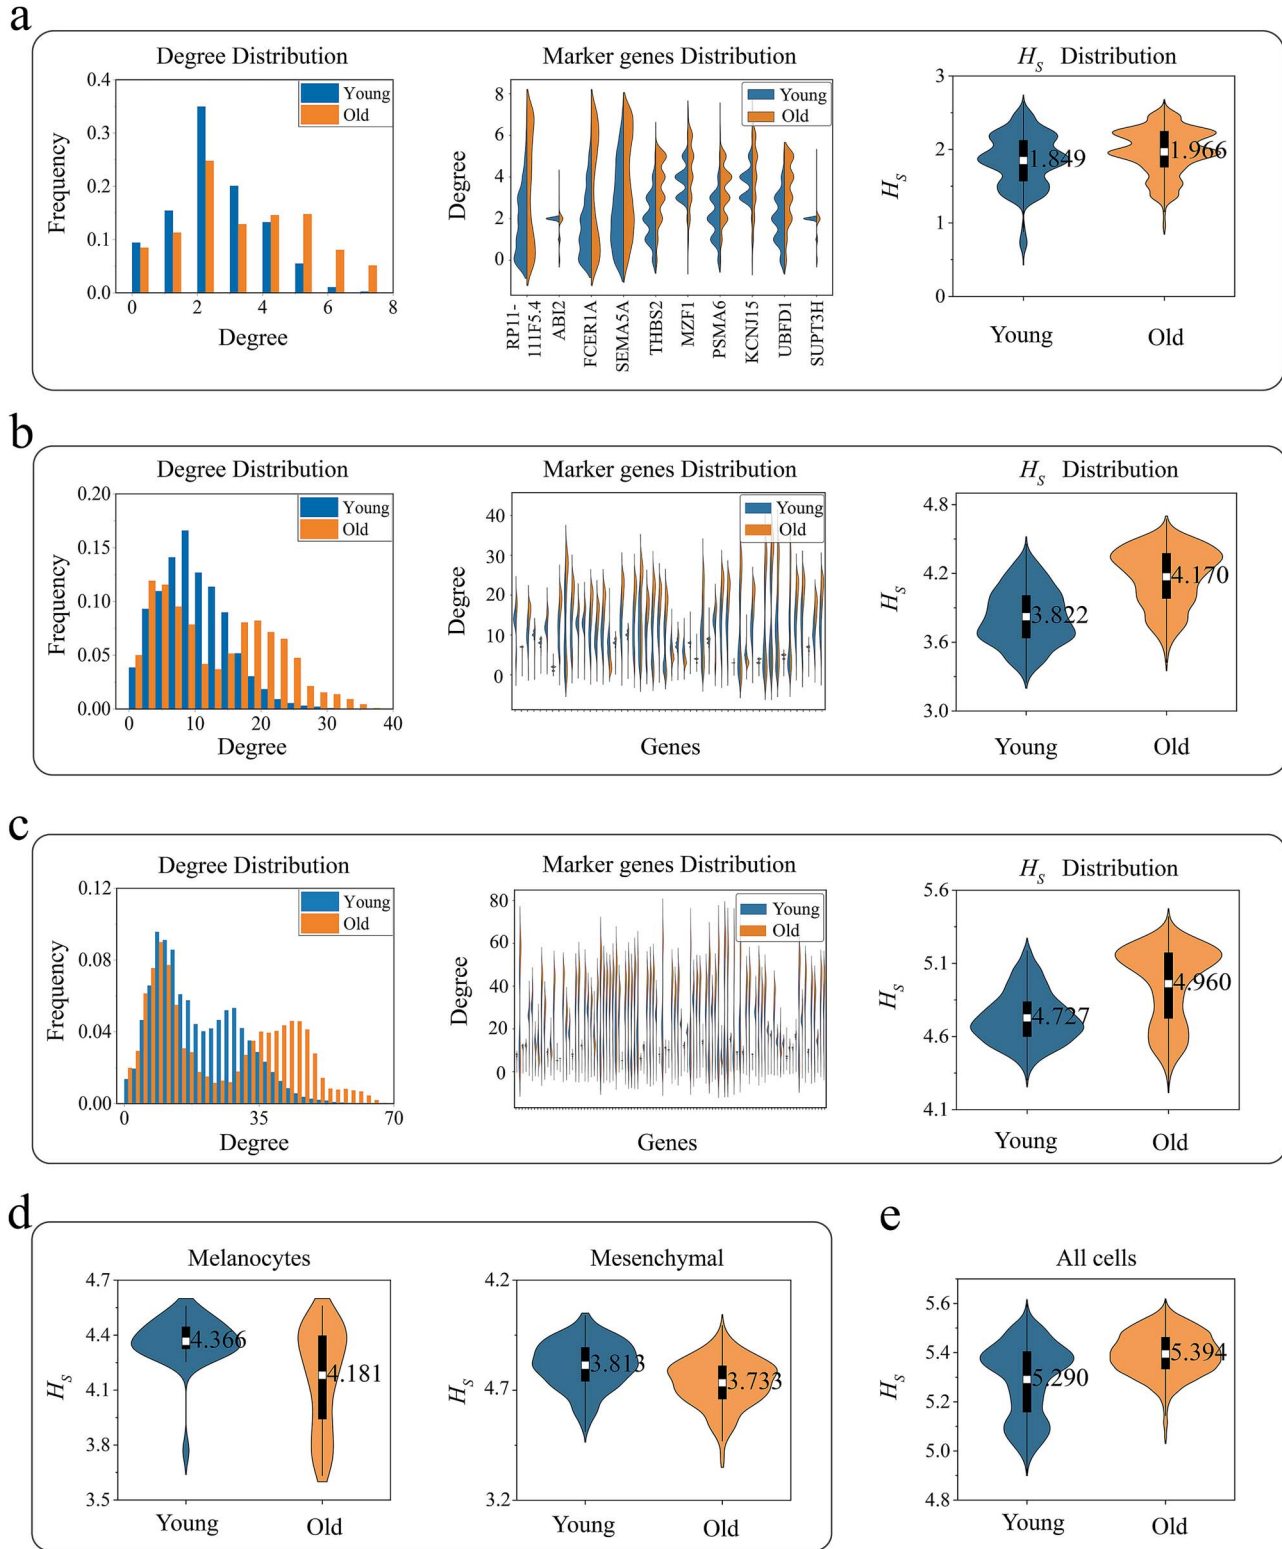 a
Degree Distribution
Marker genes Distribution
H_s Distribution
Young
Old
Young
Old
Frequency
0.4
0.3
0.2
0.1
0.0
0 2 4 6 8
Degree
Degree
8
6
4
2
0
RP11-
111F5.4
ABI2
FCER1A
SEMA5A
THBS2
MZF1
PSMA6
KCNJ15
UBFD1
SUPT3H
H_s
3
2
1
0
1.849
1.966
Young Old
b
Degree Distribution
Marker genes Distribution
H_s Distribution
Young
Old
Young
Old
Frequency
0.20
0.15
0.10
0.05
0.00
0 10 20 30 40
Degree
Degree
40
30
20
10
0
Genes
H_s
4.8
4.2
3.6
3.0
3.822
4.170
Young Old
c
Degree Distribution
Marker genes Distribution
H_s Distribution
Young
Old
Young
Old
Frequency
0.12
0.08
0.04
0.00
0 35 70
Degree
Degree
80
60
40
20
0
Genes
H_s
5.6
5.1
4.6
4.1
4.727
4.960
Young Old
d
Melanocytes
H_s
4.7
4.4
4.1
3.8
3.5
4.366
4.181
Young Old
Mesenchymal
4.2
4.7
3.2
3.813
3.733
Young Old
e
All cells
H_s
5.6
5.4
5.2
5.0
4.8
5.290
5.394
Young Old